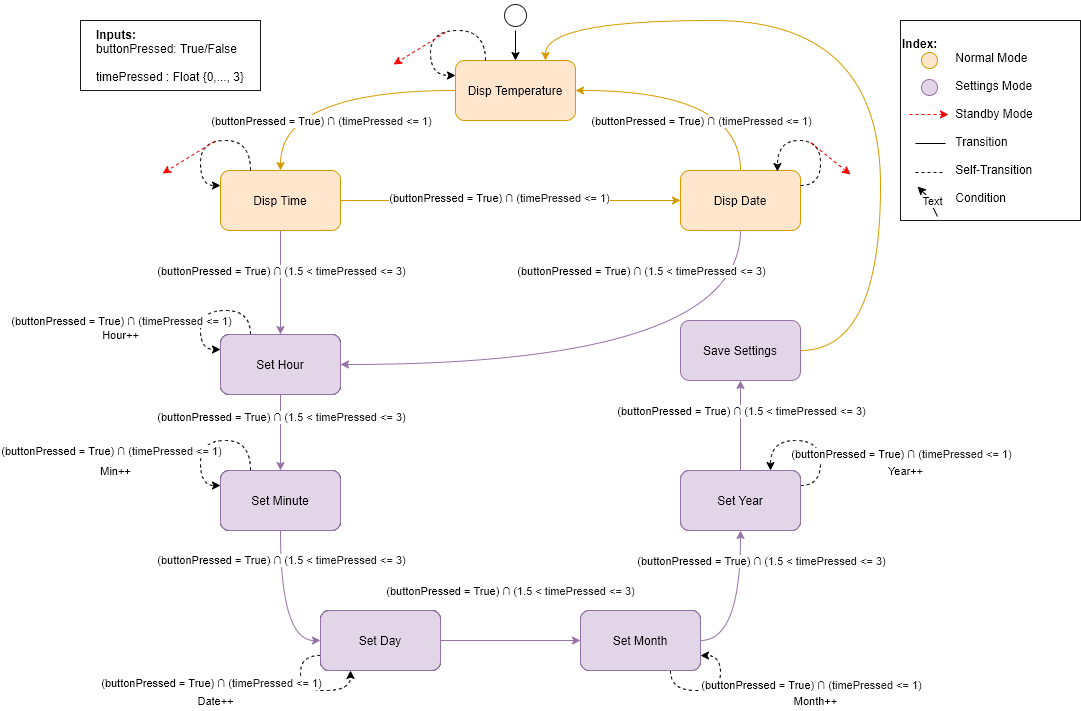 Inputs:
buttonPressed: True/False
timePressed : Float {0,..., 3}
Index:
Normal Mode
Settings Mode
Standby Mode
Transition
Self-Transition
Text
Condition
Disp Temperature
(buttonPressed = True) ∩ (timePressed <= 1)
(buttonPressed = True) ∩ (timePressed <= 1)
Disp Time
(buttonPressed = True) ∩ (timePressed <= 1)
Disp Date
(buttonPressed = True) ∩ (1.5 < timePressed <= 3)
(buttonPressed = True) ∩ (1.5 < timePressed <= 3)
(buttonPressed = True) ∩ (timePressed <= 1)
Hour++
Set Hour
Save Settings
(buttonPressed = True) ∩ (1.5 < timePressed <= 3)
(buttonPressed = True) ∩ (1.5 < timePressed <= 3)
(buttonPressed = True) ∩ (timePressed <= 1)
Min++
(buttonPressed = True) ∩ (timePressed <= 1)
Year++
Set Minute
Set Year
(buttonPressed = True) ∩ (1.5 < timePressed <= 3)
(buttonPressed = True) ∩ (1.5 < timePressed <= 3)
(buttonPressed = True) ∩ (1.5 < timePressed <= 3)
Set Day
Set Month
(buttonPressed = True) ∩ (timePressed <= 1)
Date++
(buttonPressed = True) ∩ (timePressed <= 1)
Month++